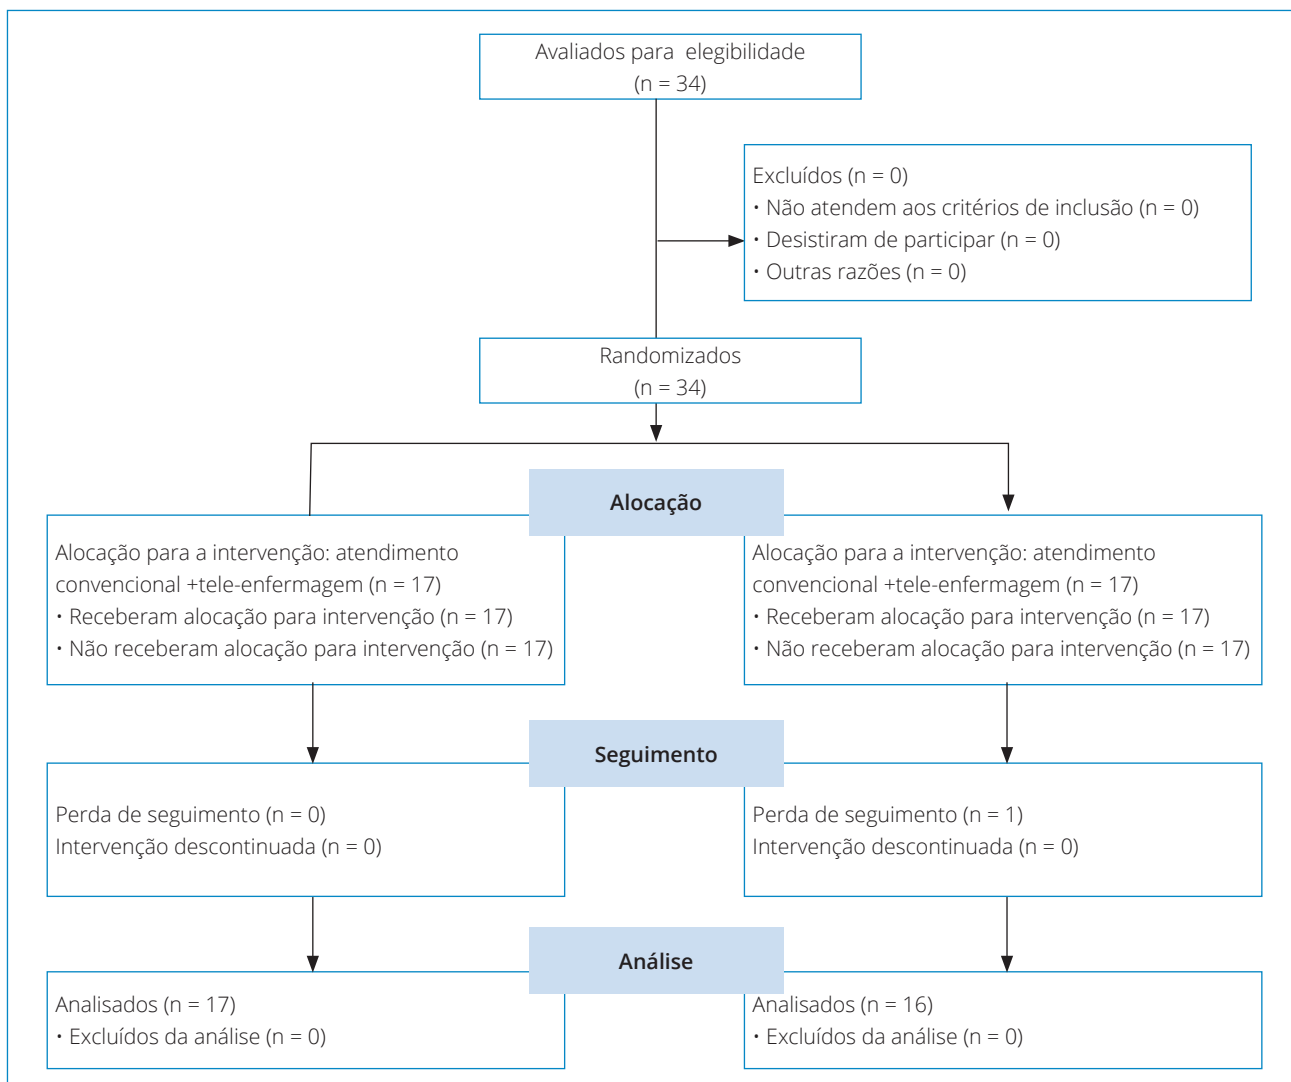 Avaliados para elegibilidade
(n = 34)
Excluídos (n = 0)
• Não atendem aos critérios de inclusão (n = 0)
• Desistiram de participar (n = 0)
• Outras razões (n = 0)
Randomizados
(n = 34)
Alocação
Alocação para a intervenção: atendimento
convencional +tele-enfermagem (n = 17)
• Receberam alocação para intervenção (n = 17)
• Não receberam alocação para intervenção (n = 17)
Alocação para a intervenção: atendimento
convencional +tele-enfermagem (n = 17)
• Receberam alocação para intervenção (n = 17)
• Não receberam alocação para intervenção (n = 17)
Seguimento
Perda de seguimento (n = 0)
Intervenção descontinuada (n = 0)
Perda de seguimento (n = 1)
Intervenção descontinuada (n = 0)
Análise
Analisados (n = 17)
• Excluídos da análise (n = 0)
Analisados (n = 16)
• Excluídos da análise (n = 0)